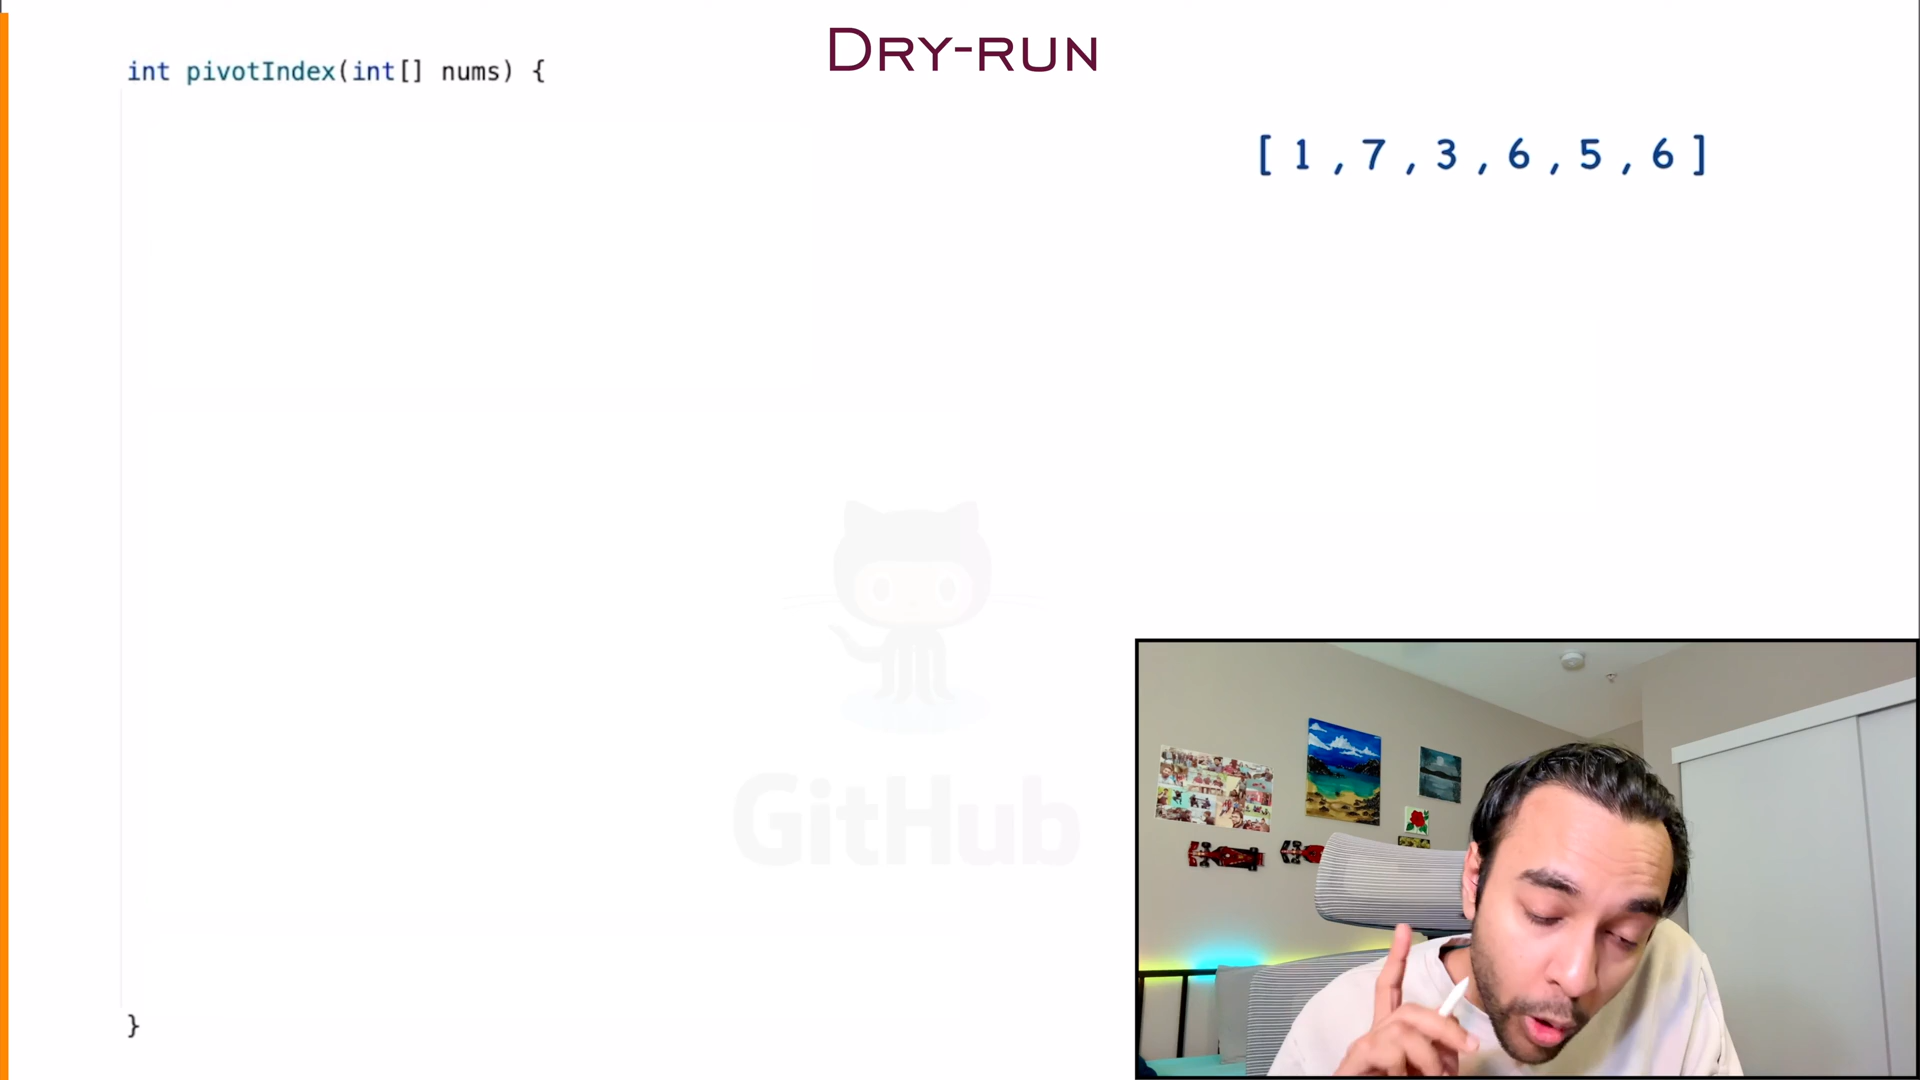 DRY-RUN
int pivotIndex(int[] nums) {
[ 1 , 7 , 3 , 6 , 5 , 6 ]
GitHub
}